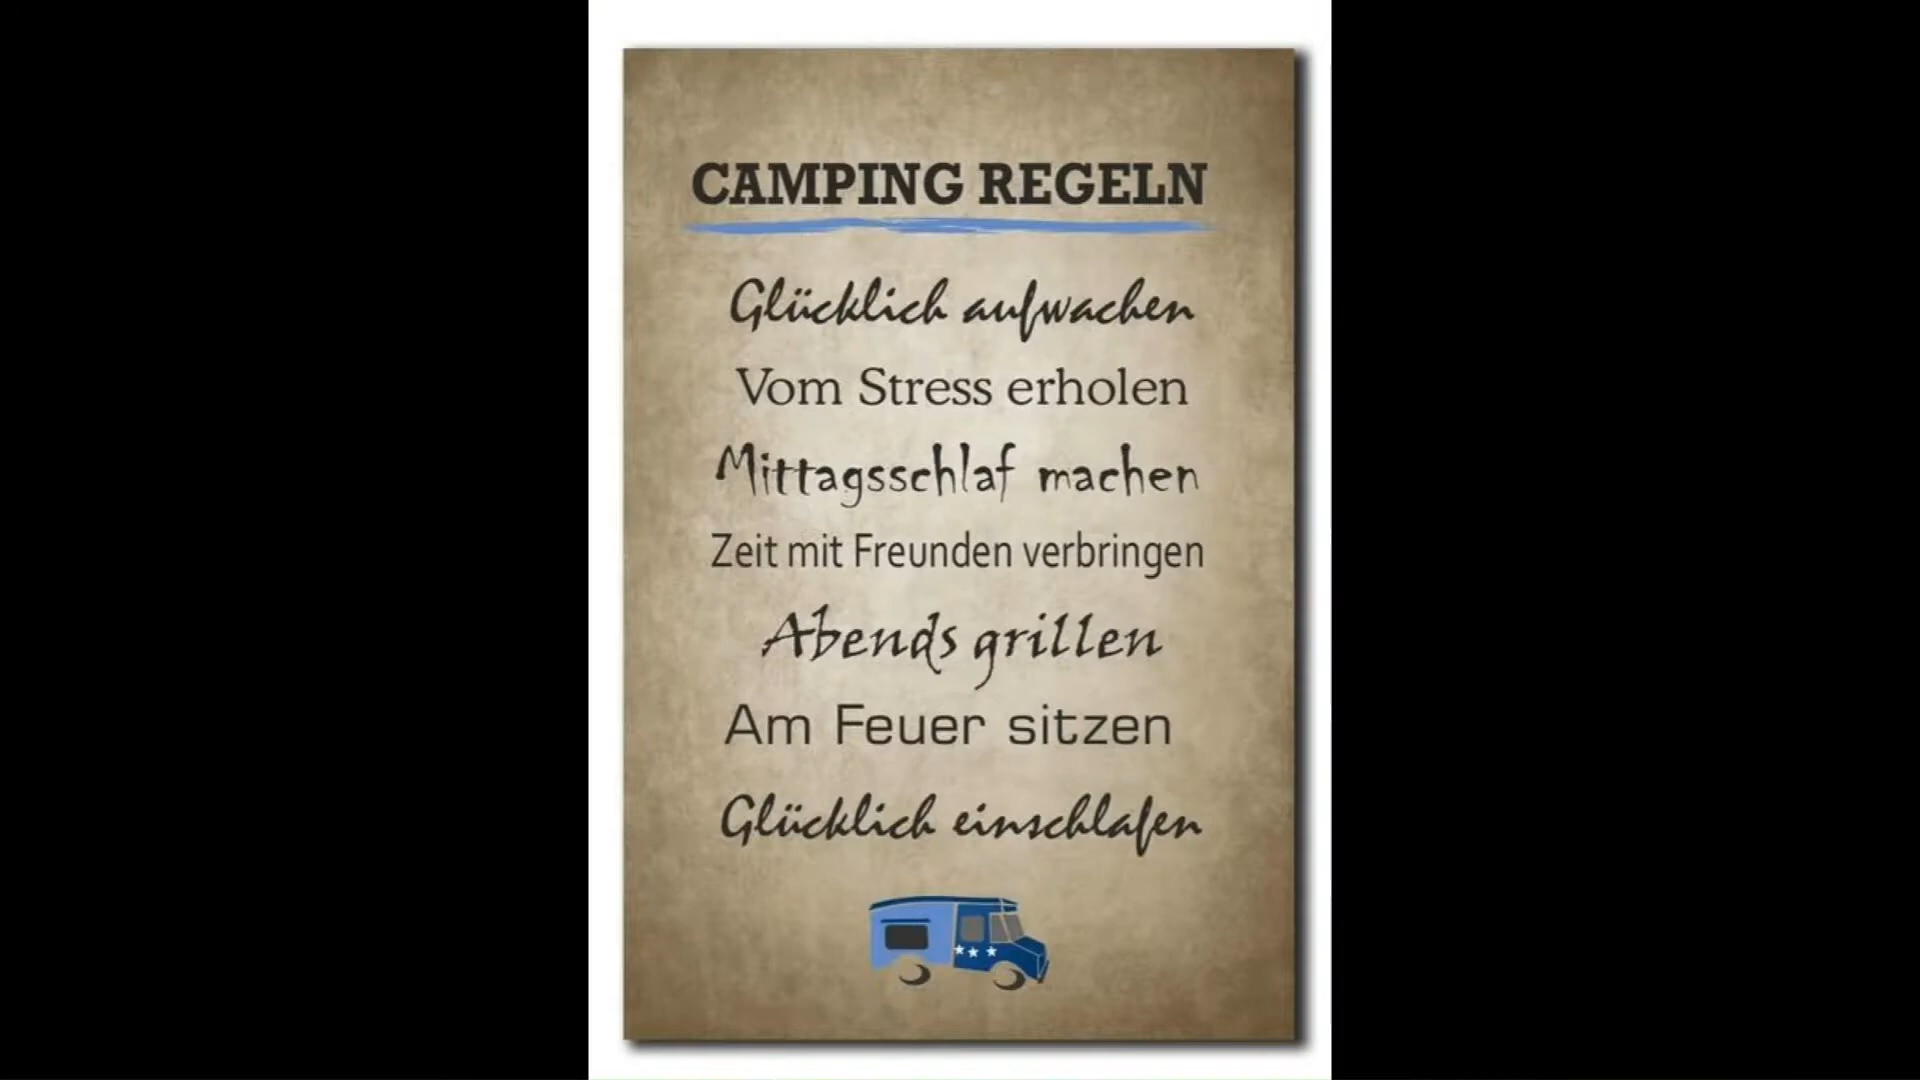 CAMPING REGELN
Glücklich aufwachen
Vom Stress erholen
Mittagsschlaf machen
Zeit mit Freunden verbringen
Abends grillen
Am Feuer sitzen
Glücklich einschlafen